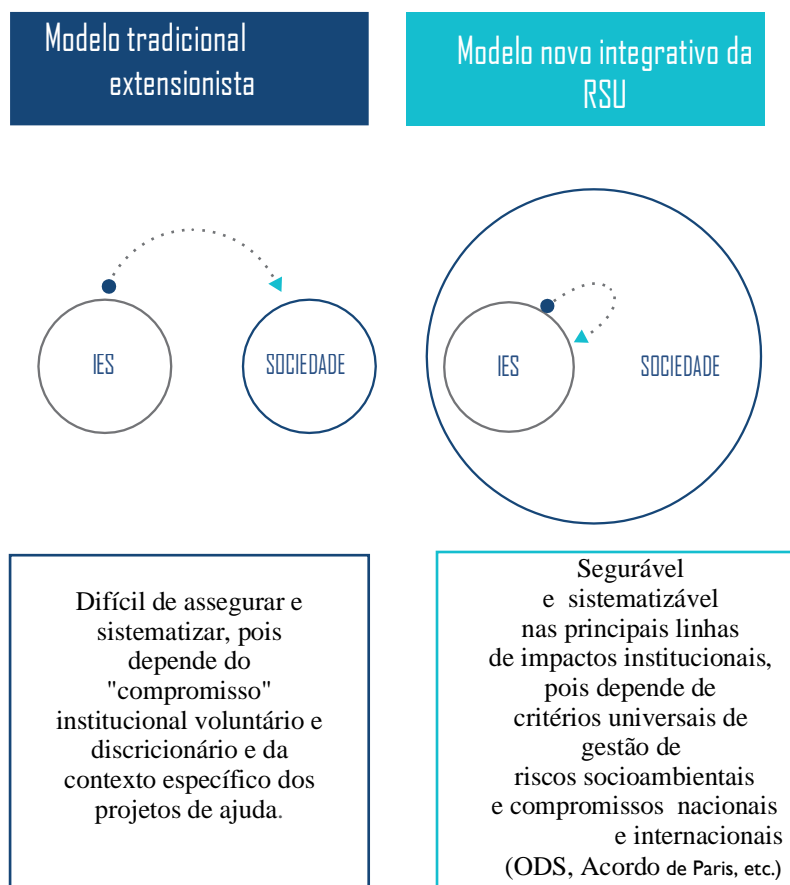 Modelo tradicional
extensionista
Modelo novo integrativo da
RSU
IES
SOCIEDADE
IES
SOCIEDADE
Difícil de assegurar e
sistematizar, pois
depende do
"compromisso"
institucional voluntário e
discricionário e da
contexto específico dos
projetos de ajuda.
Segurável
e sistematizável
nas principais linhas
de impactos institucionais,
pois depende de
critérios universais de
gestão de
riscos socioambientais
e compromissos nacionais
e internacionais
(ODS, Acordo de Paris, etc.)